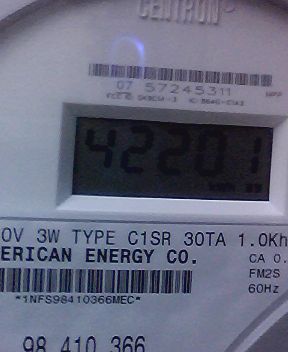 CENTRON
07 57245311
42201
0V 3W TYPE C1SR 30TA 1.0Kh
ERICAN ENERGY CO.
CA 0.
FM2S
60Hz
*1NFS98410366MEC*
98 410 366